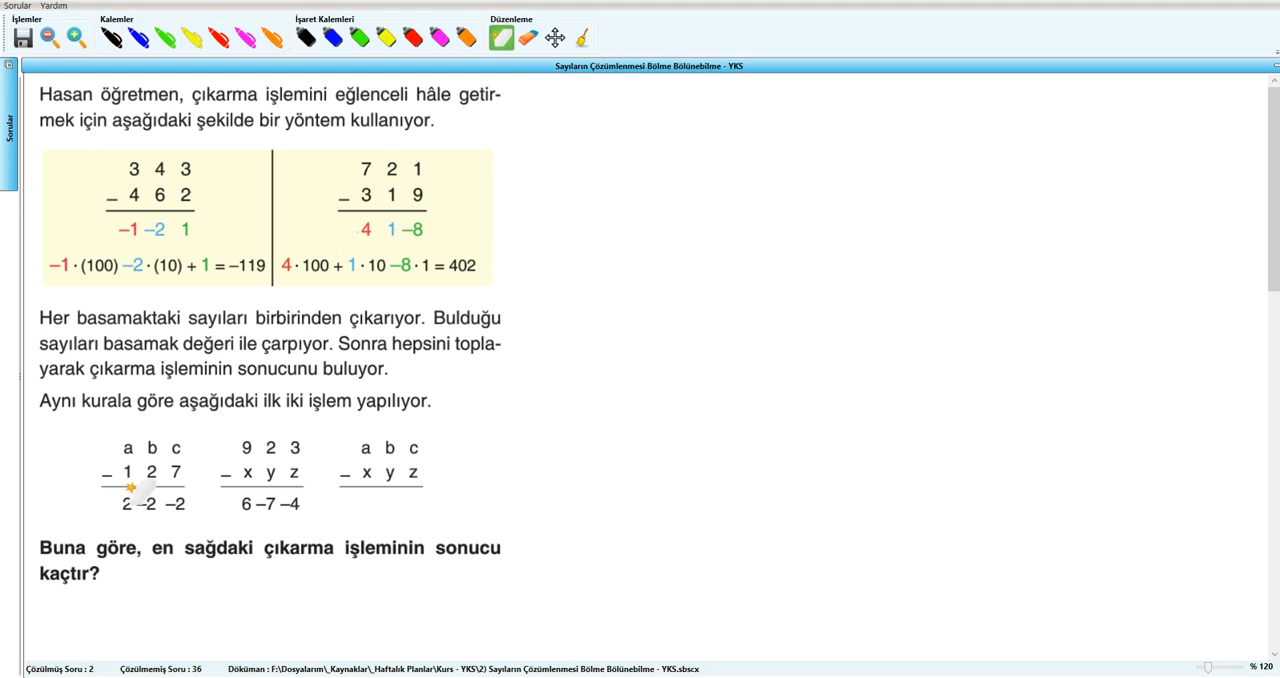 Sorular Yardım
İşlemler Kalemler İşaret Kalemleri Düzenleme
Sayıların Çözümlenmesi Bölme Bölünebilme - YKS
Sorular
Hasan öğretmen, çıkarma işlemini eğlenceli hâle getir-
mek için aşağıdaki şekilde bir yöntem kullanıyor.
3 4 3
– 4 6 2
–1 –2 1
–1·(100) –2·(10) + 1 = –119
7 2 1
– 3 1 9
4 1 –8
4·100 + 1·10 –8·1 = 402
Her basamaktaki sayıları birbirinden çıkarıyor. Bulduğu
sayıları basamak değeri ile çarpıyor. Sonra hepsini topla-
yarak çıkarma işleminin sonucunu buluyor.
Aynı kurala göre aşağıdaki ilk iki işlem yapılıyor.
a b c
– 1 2 7
2 –2 –2
9 2 3
– x y z
6 –7 –4
a b c
– x y z
Buna göre, en sağdaki çıkarma işleminin sonucu
kaçtır?
Çözülmüş Soru : 2 Çözülmemiş Soru : 36 Döküman : F:\Dosyalarım\_Kaynaklar\_Haftalık Planlar\Kurs - YKS\2) Sayıların Çözümlenmesi Bölme Bölünebilme - YKS.sbscx % 120